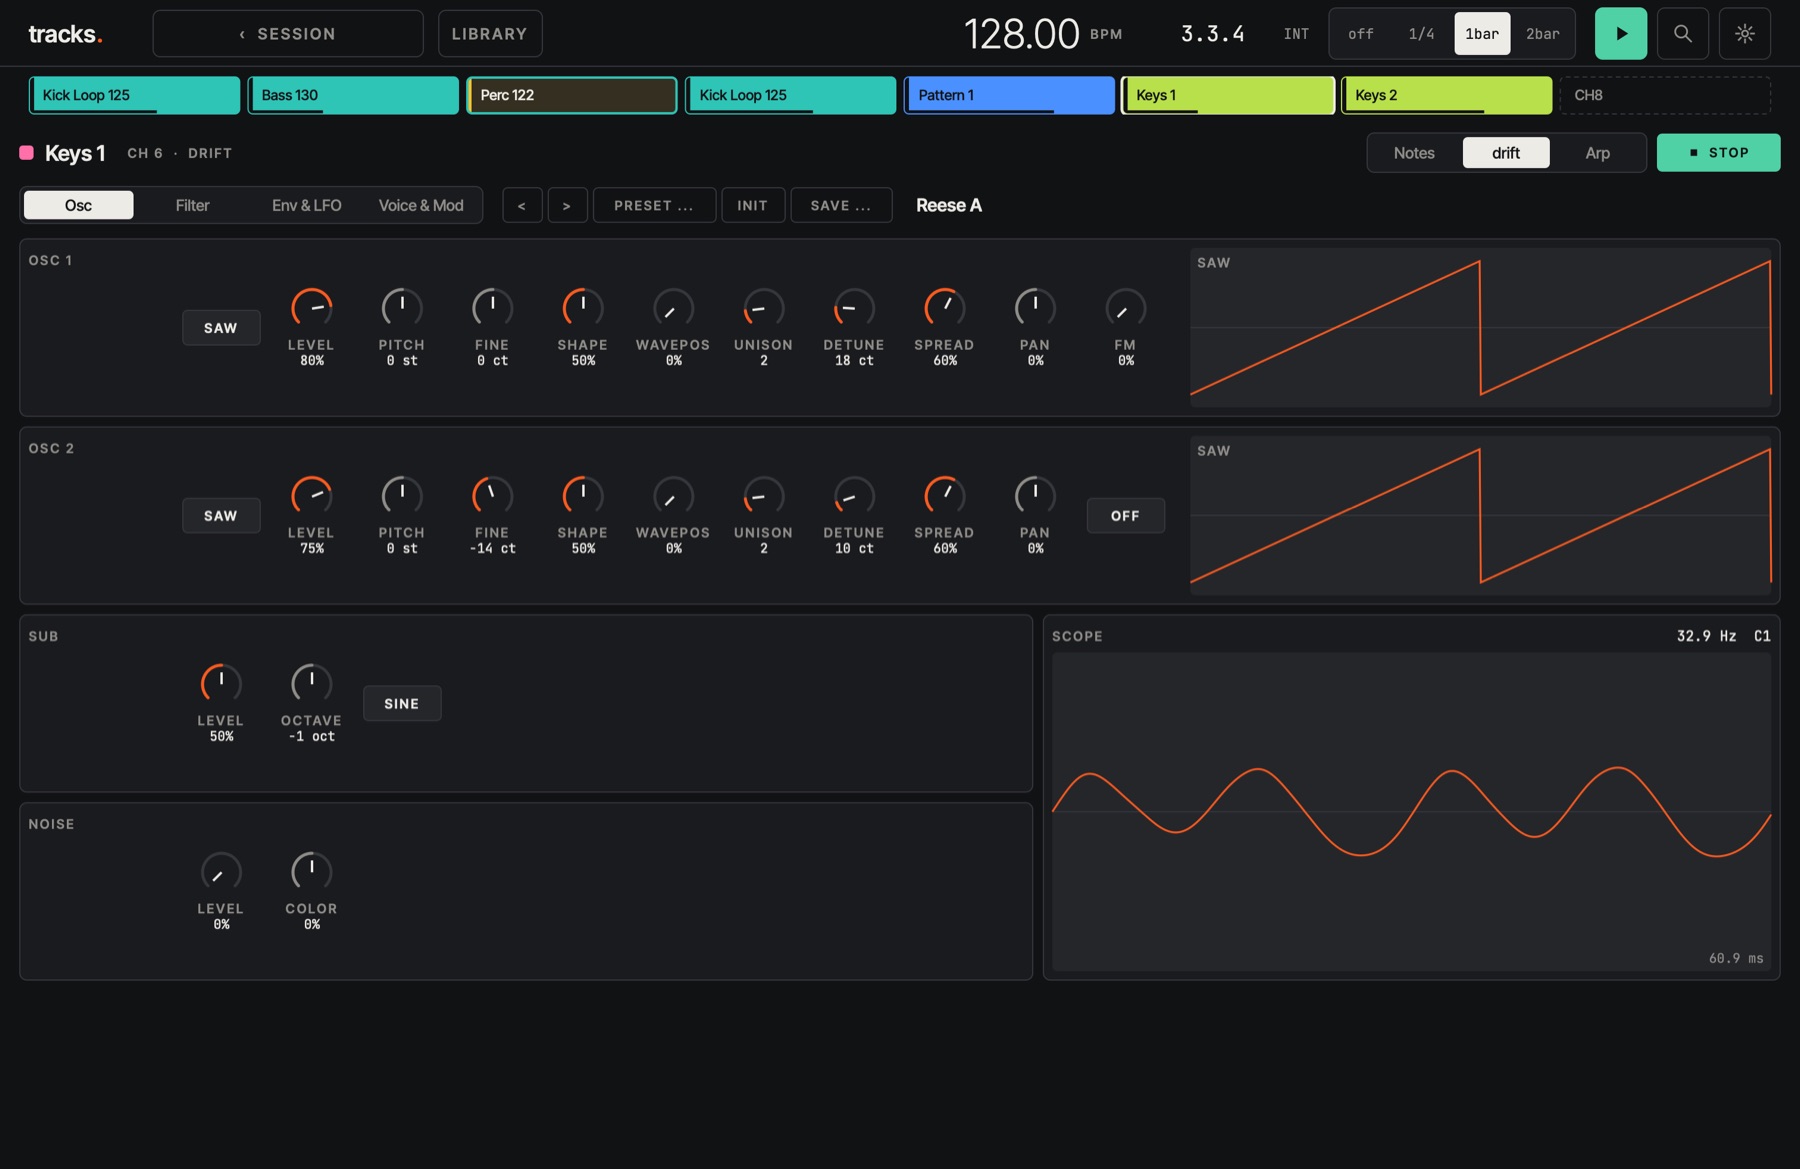 tracks.
‹ SESSION
LIBRARY
128.00 BPM
3.3.4
INT
off 1/4 1bar 2bar
Kick Loop 125
Bass 130
Perc 122
Kick Loop 125
Pattern 1
Keys 1
Keys 2
CH8
Keys 1 CH 6 · DRIFT
Notes drift Arp
STOP
Osc Filter Env & LFO Voice & Mod
< > PRESET ... INIT SAVE ... Reese A
OSC 1
SAW
LEVEL PITCH FINE SHAPE WAVEPOS UNISON DETUNE SPREAD PAN FM
80% 0 st 0 ct 50% 0% 2 18 ct 60% 0% 0%
SAW
OSC 2
SAW
LEVEL PITCH FINE SHAPE WAVEPOS UNISON DETUNE SPREAD PAN
75% 0 st -14 ct 50% 0% 2 10 ct 60% 0%
OFF
SAW
SUB
LEVEL OCTAVE
50% -1 oct
SINE
SCOPE
32.9 Hz C1
60.9 ms
NOISE
LEVEL COLOR
0% 0%